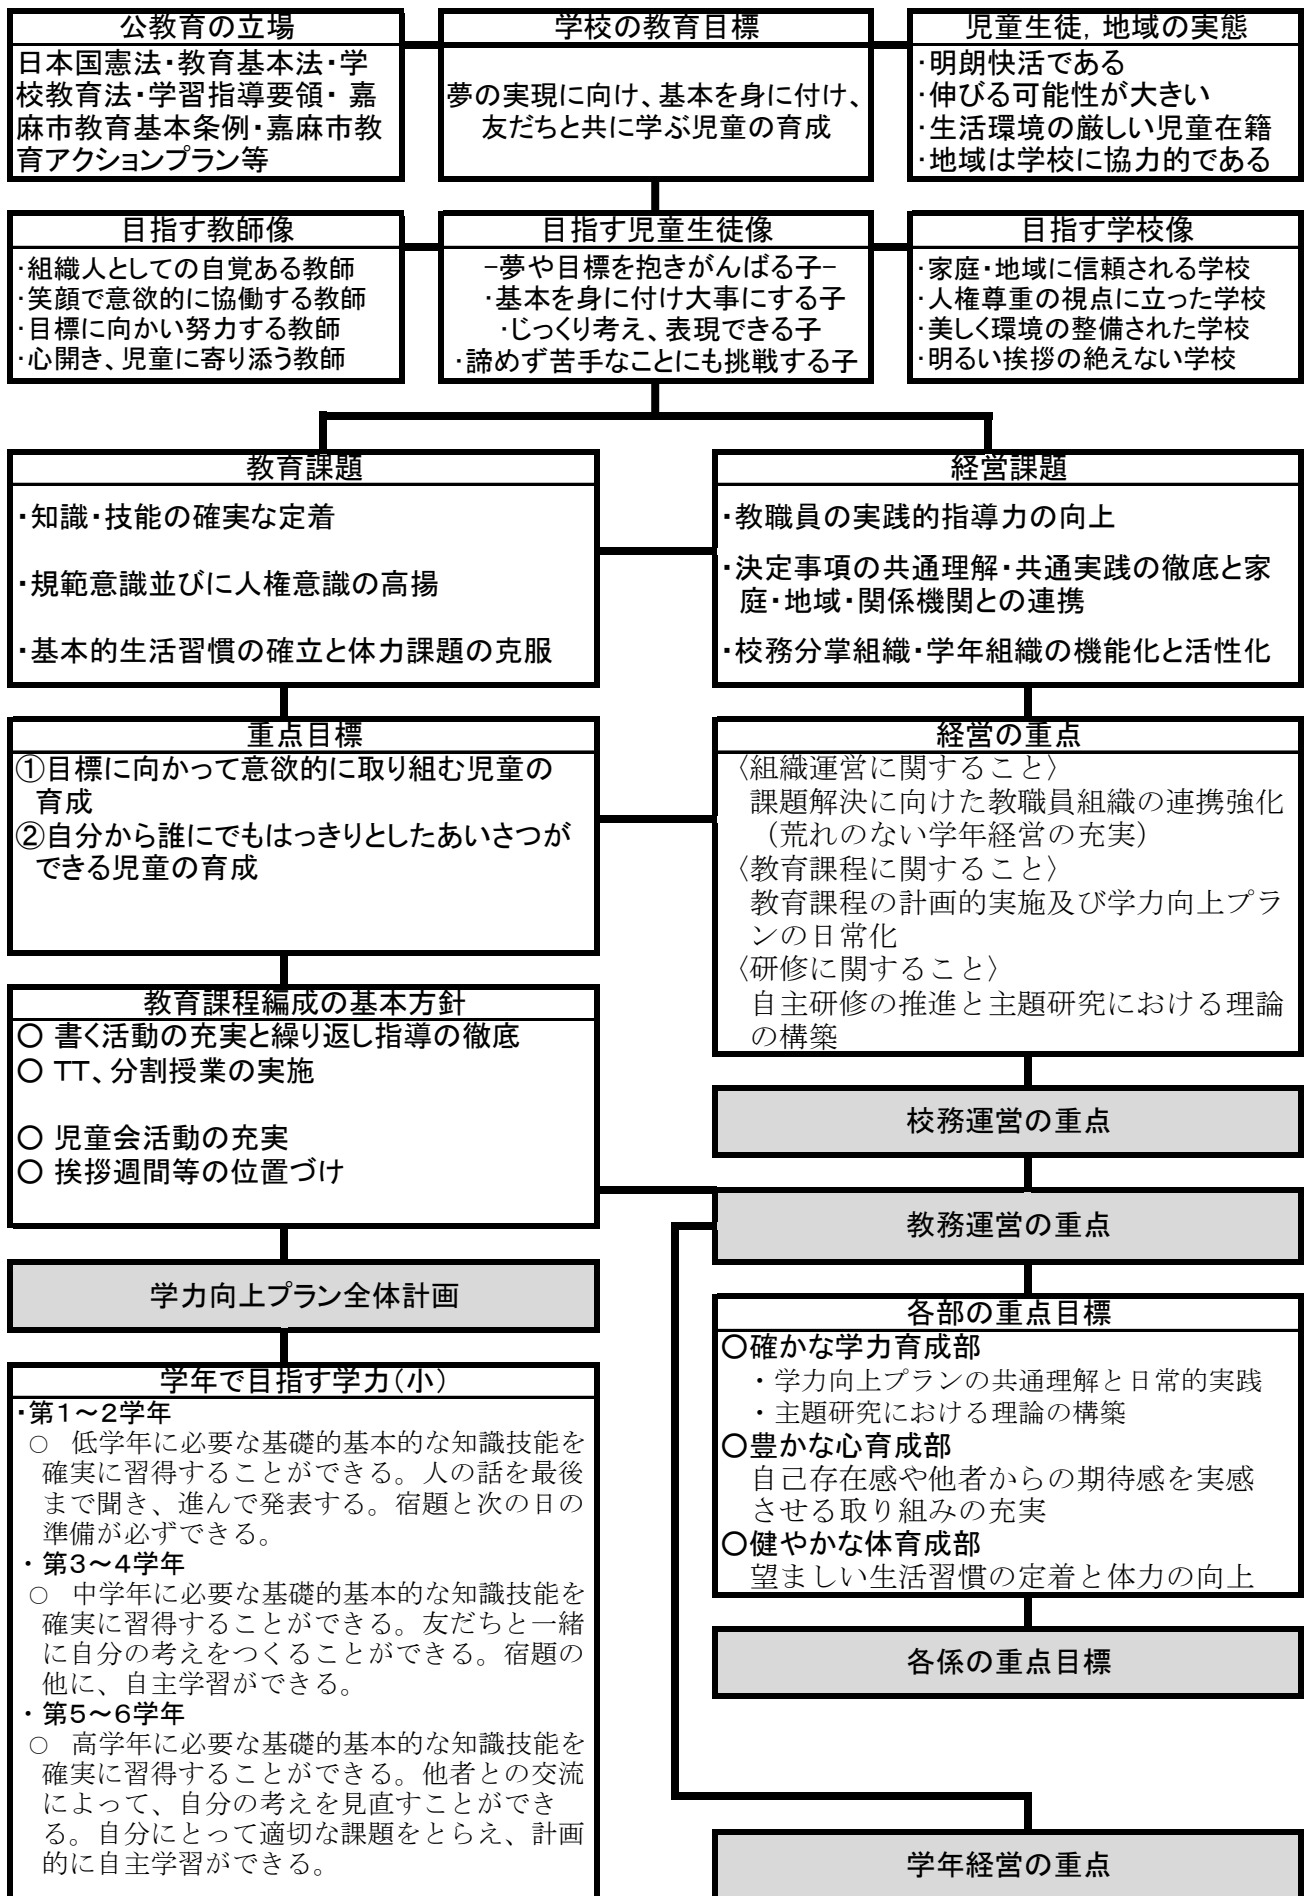 公教育の立場
日本国憲法・教育基本法・学
校教育法・学習指導要領・ 嘉
麻市教育基本条例・嘉麻市教
育アクションプラン等
学校の教育目標
夢の実現に向け、基本を身に付け、
友だちと共に学ぶ児童の育成
児童生徒，地域の実態
・明朗快活である
・伸びる可能性が大きい
・生活環境の厳しい児童在籍
・地域は学校に協力的である
目指す教師像
・組織人としての自覚ある教師
・笑顔で意欲的に協働する教師
・目標に向かい努力する教師
・心開き、児童に寄り添う教師
目指す児童生徒像
−夢や目標を抱きがんばる子−
・基本を身に付け大事にする子
・じっくり考え、表現できる子
・諦めず苦手なことにも挑戦する子
目指す学校像
・家庭・地域に信頼される学校
・人権尊重の視点に立った学校
・美しく環境の整備された学校
・明るい挨拶の絶えない学校
教育課題
・知識・技能の確実な定着
・規範意識並びに人権意識の高揚
・基本的生活習慣の確立と体力課題の克服
経営課題
・教職員の実践的指導力の向上
・決定事項の共通理解・共通実践の徹底と家
庭・地域・関係機関との連携
・校務分掌組織・学年組織の機能化と活性化
重点目標
①目標に向かって意欲的に取り組む児童の
育成
②自分から誰にでもはっきりとしたあいさつが
できる児童の育成
経営の重点
〈組織運営に関すること〉
課題解決に向けた教職員組織の連携強化
（荒れのない学年経営の充実）
〈教育課程に関すること〉
教育課程の計画的実施及び学力向上プラ
ンの日常化
〈研修に関すること〉
自主研修の推進と主題研究における理論
の構築
教育課程編成の基本方針
○ 書く活動の充実と繰り返し指導の徹底
○ TT、分割授業の実施
○ 児童会活動の充実
○ 挨拶週間等の位置づけ
校務運営の重点
教務運営の重点
学力向上プラン全体計画
各部の重点目標
○確かな学力育成部
・学力向上プランの共通理解と日常的実践
・主題研究における理論の構築
○豊かな心育成部
自己存在感や他者からの期待感を実感
させる取り組みの充実
○健やかな体育成部
望ましい生活習慣の定着と体力の向上
学年で目指す学力（小）
・第１～２学年
○ 低学年に必要な基礎的基本的な知識技能を
確実に習得することができる。人の話を最後
まで聞き、進んで発表する。宿題と次の日の
準備が必ずできる。
・第３～４学年
○ 中学年に必要な基礎的基本的な知識技能を
確実に習得することができる。友だちと一緒
に自分の考えをつくることができる。宿題の
他に、自主学習ができる。
・第５～６学年
○ 高学年に必要な基礎的基本的な知識技能を
確実に習得することができる。他者との交流
によって、自分の考えを見直すことができ
る。自分にとって適切な課題をとらえ、計画
的に自主学習ができる。
各係の重点目標
学年経営の重点